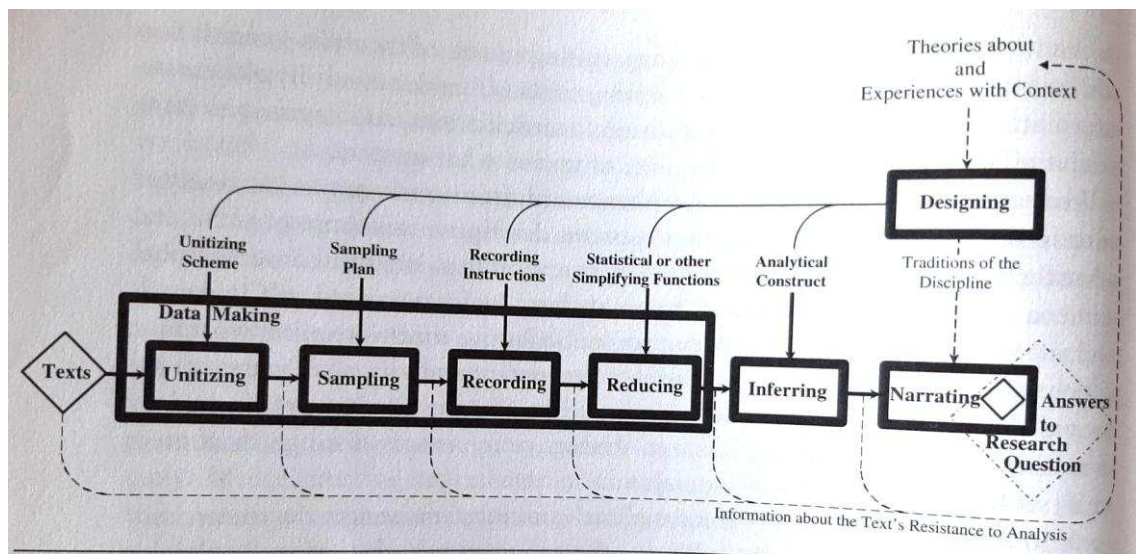 Theories about
and
Experiences with Context
Designing
Unitizing
Scheme
Sampling
Plan
Recording
Instructions
Statistical or other
Simplifying Functions
Analytical
Construct
Traditions of the
Discipline
Data Making
Texts
Unitizing
Sampling
Recording
Reducing
Inferring
Narrating
Answers
to
Research
Question
Information about the Text's Resistance to Analysis